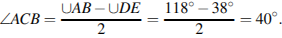 ∠ACB = (∪AB − ∪DE)/2 = (118° − 38°)/2 = 40°.